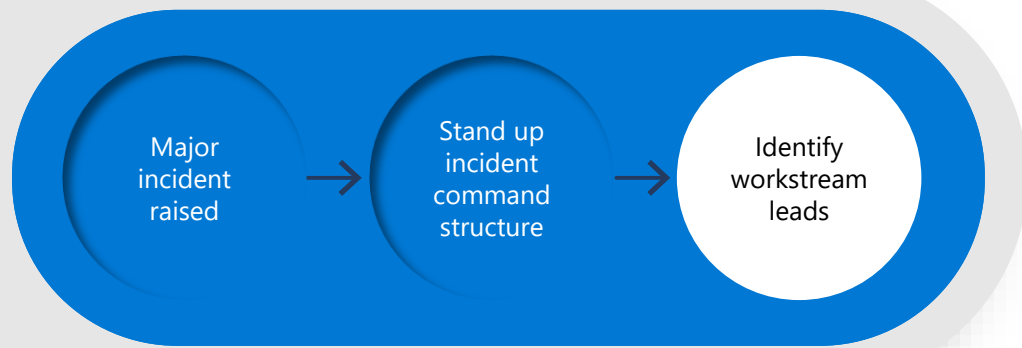 Major
incident
raised
Stand up
incident
command
structure
Identify
workstream
leads